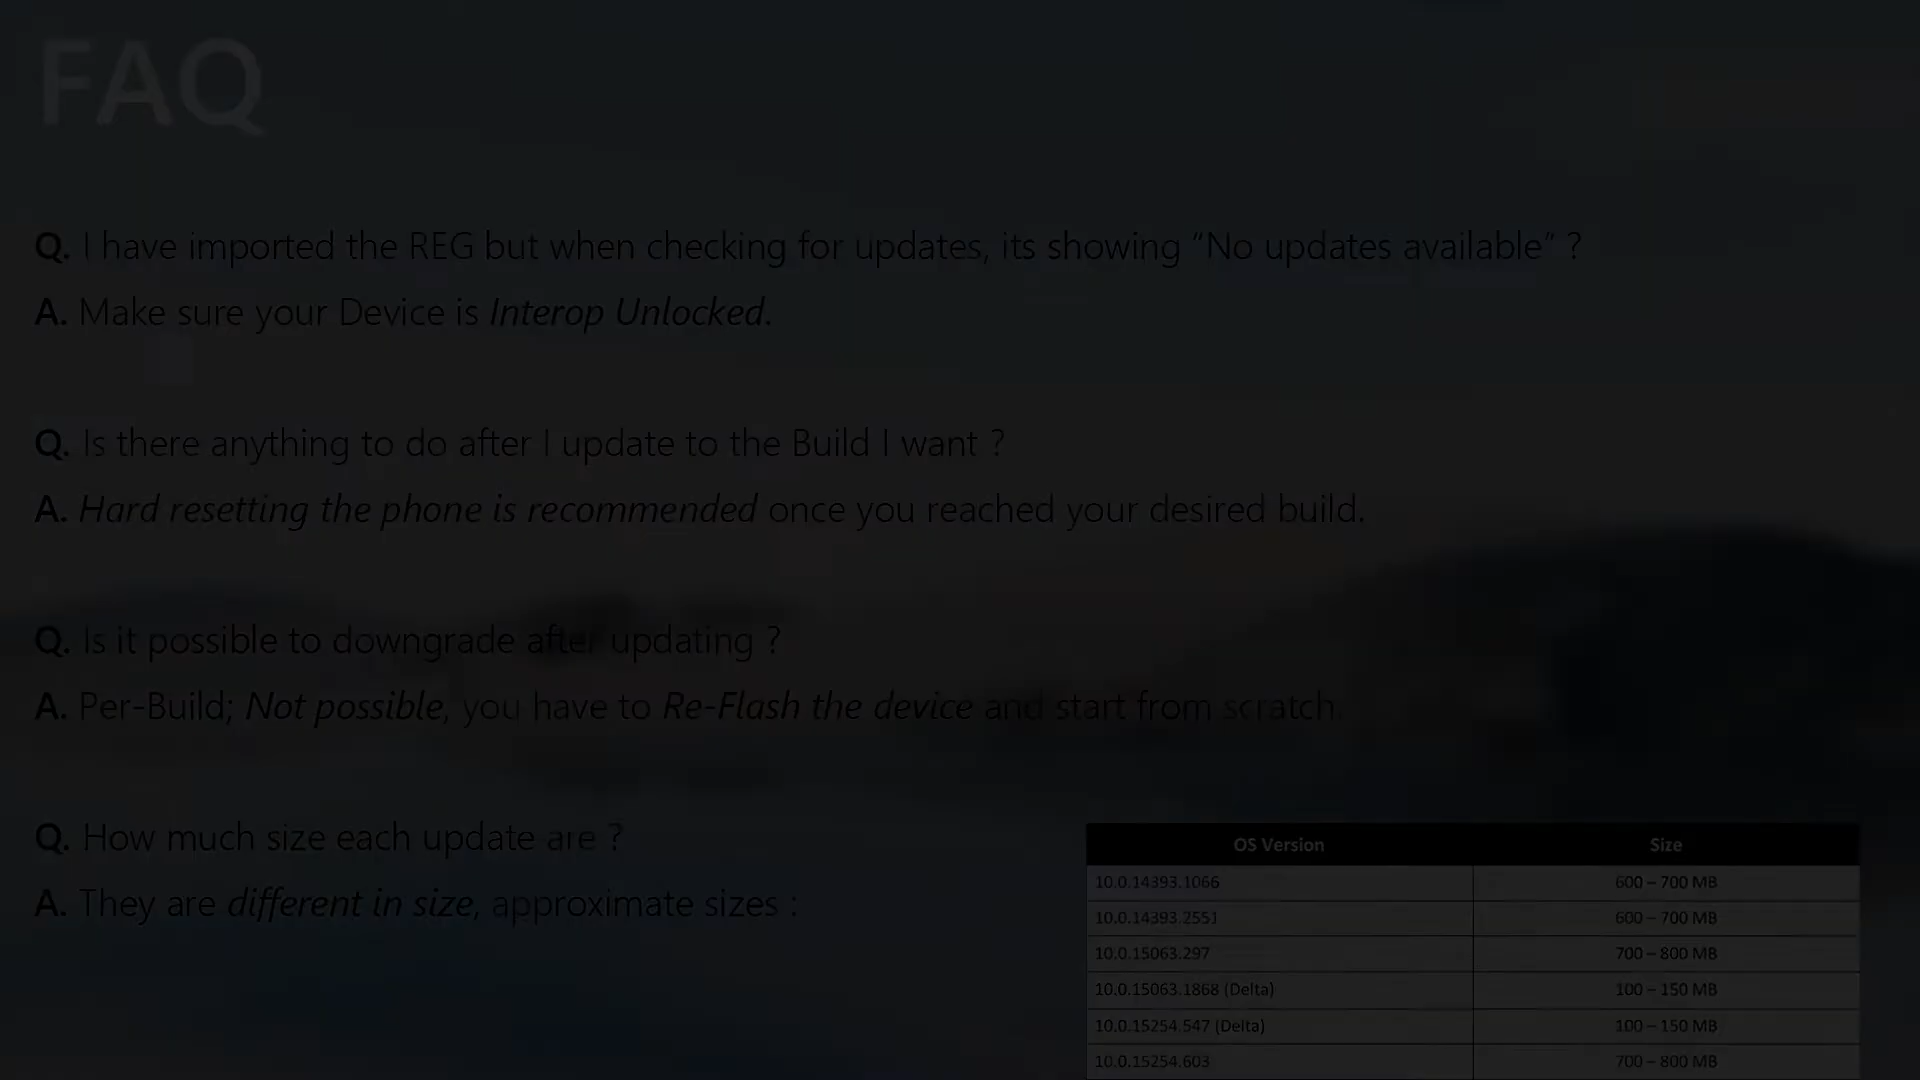 FAQ
Q. I have imported the REG but when checking for updates, its showing “No updates available” ?
A. Make sure your Device is Interop Unlocked.
Q. Is there anything to do after I update to the Build I want ?
A. Hard resetting the phone is recommended once you reached your desired build.
Q. Is it possible to downgrade after updating ?
A. Per-Build; Not possible, you have to Re-Flash the device and start from scratch.
Q. How much size each update are ?
A. They are different in size, approximate sizes :
OS Version Size
10.0.14393.1066 600 – 700 MB
10.0.14393.2551 600 – 700 MB
10.0.15063.297 700 – 800 MB
10.0.15063.1868 (Delta) 100 – 150 MB
10.0.15254.547 (Delta) 100 – 150 MB
10.0.15254.603 700 – 800 MB